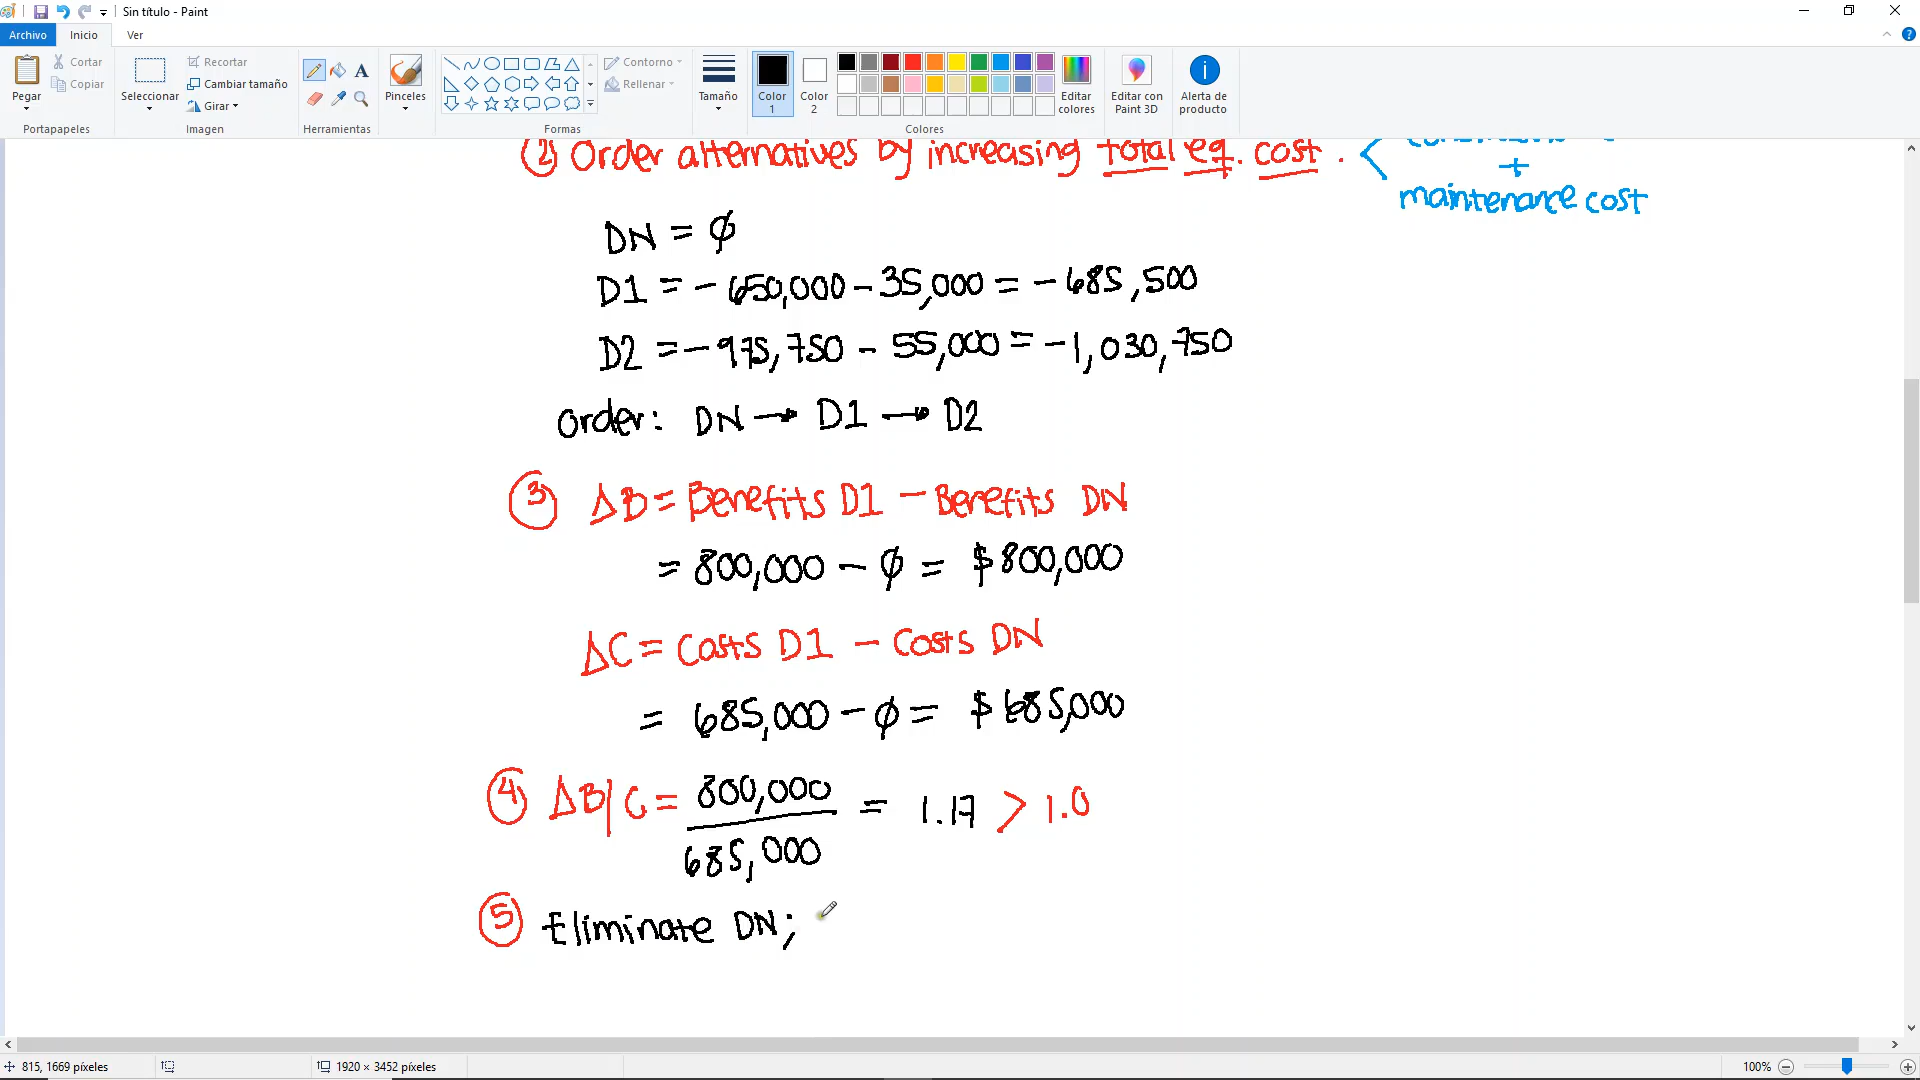 Sin título - Paint
Archivo Inicio Ver
Pegar
Cortar
Copiar
Portapapeles
Seleccionar
Recortar
Cambiar tamaño
Girar
Imagen
A
Herramientas
Pinceles
Contorno
Rellenar
Formas
Tamaño
Color 1
Color 2
Editar colores
Colores
Editar con Paint 3D
Alerta de producto
② Order alternatives by increasing total eq. cost.
+
maintenance cost
DN = ϕ
D1 = - 650,000 - 35,000 = - 685,500
D2 = - 975,750 - 55,000 = - 1,030,750
Order: DN → D1 → D2
③ ΔB = Benefits D1 - Benefits DN
= 800,000 - ϕ = $800,000
ΔC = Costs D1 - Costs DN
= 685,000 - ϕ = $685,000
④ ΔB/C = 800,000 / 685,000 = 1.17 > 1.0
⑤ Eliminate DN;
815, 1669 píxeles
1920 × 3452 píxeles
100%